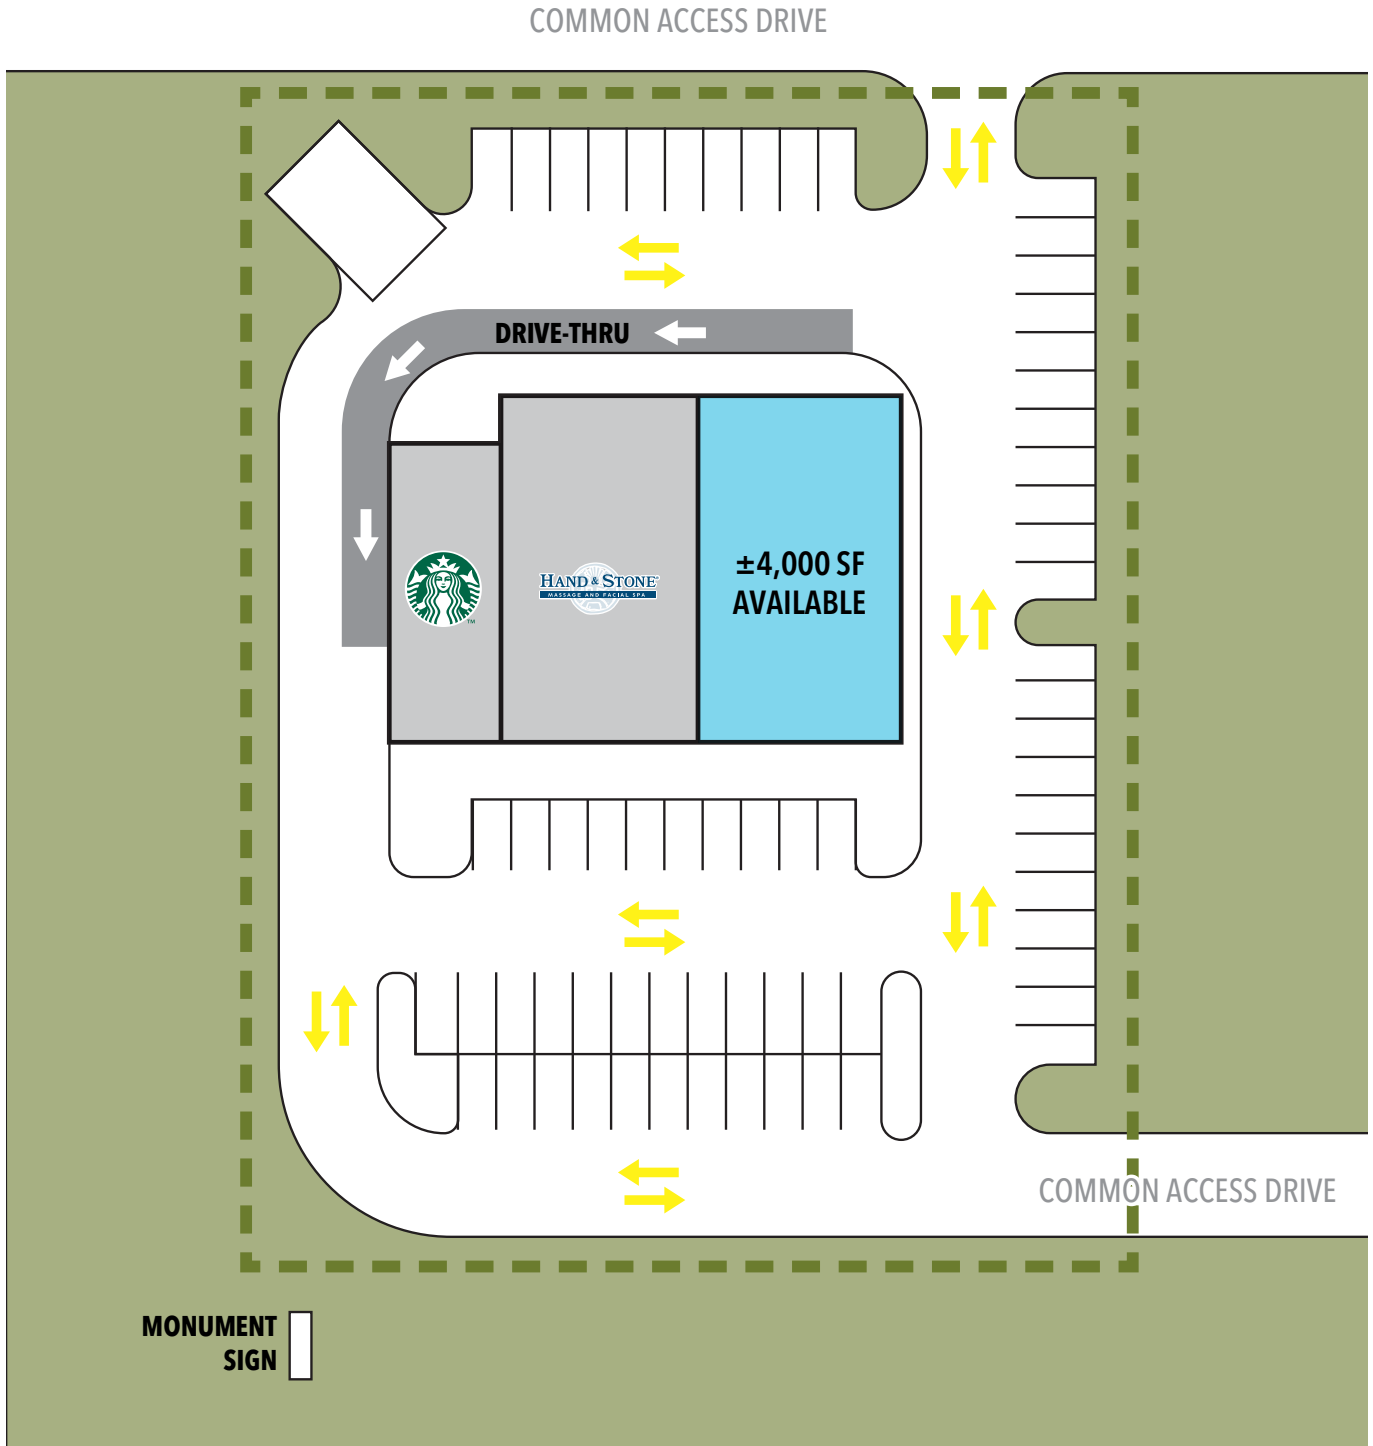 COMMON ACCESS DRIVE
DRIVE-THRU
±4,000 SF
AVAILABLE
HAND & STONE®
MASSAGE AND FACIAL SPA
TM
COMMON ACCESS DRIVE
MONUMENT
SIGN